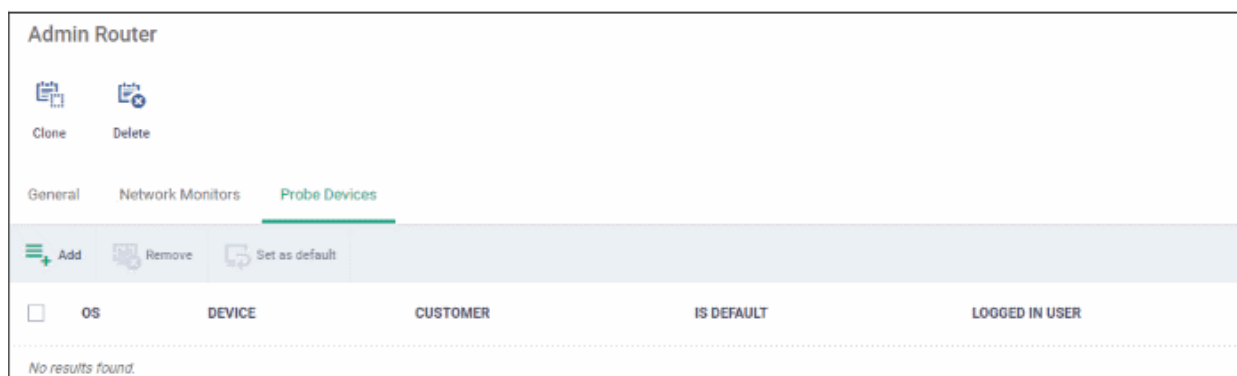 Admin Router
Clone Delete
General Network Monitors Probe Devices
Add Remove Set as default
OS DEVICE CUSTOMER IS DEFAULT LOGGED IN USER
No results found.